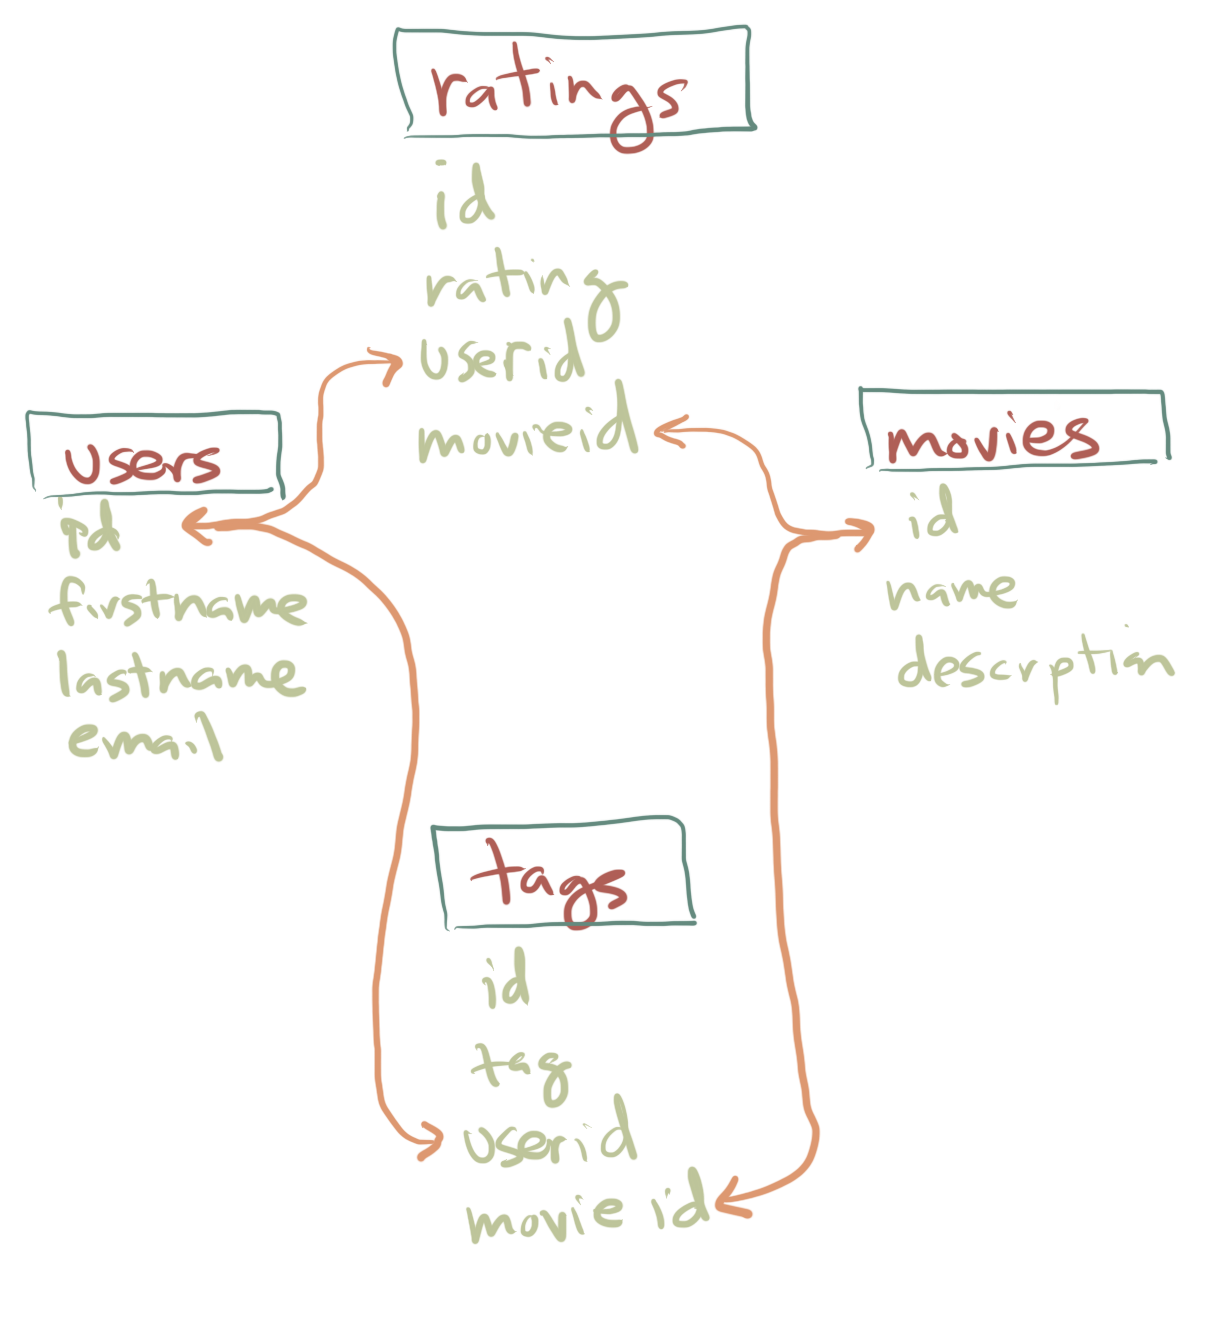 ratings
id
rating
userid
movieid
users
id
firstname
lastname
email
movies
id
name
descrption
tags
id
tag
userid
movie id